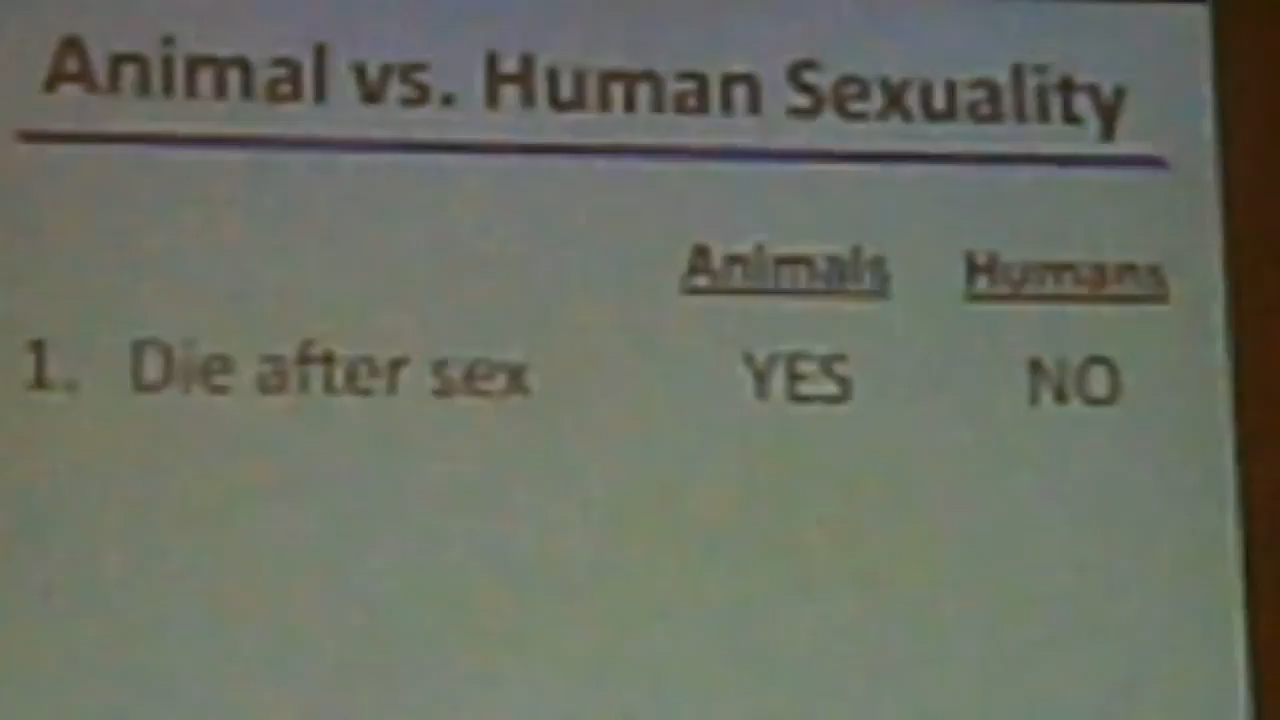 Animal vs. Human Sexuality
Animals Humans
1. Die after sex YES NO